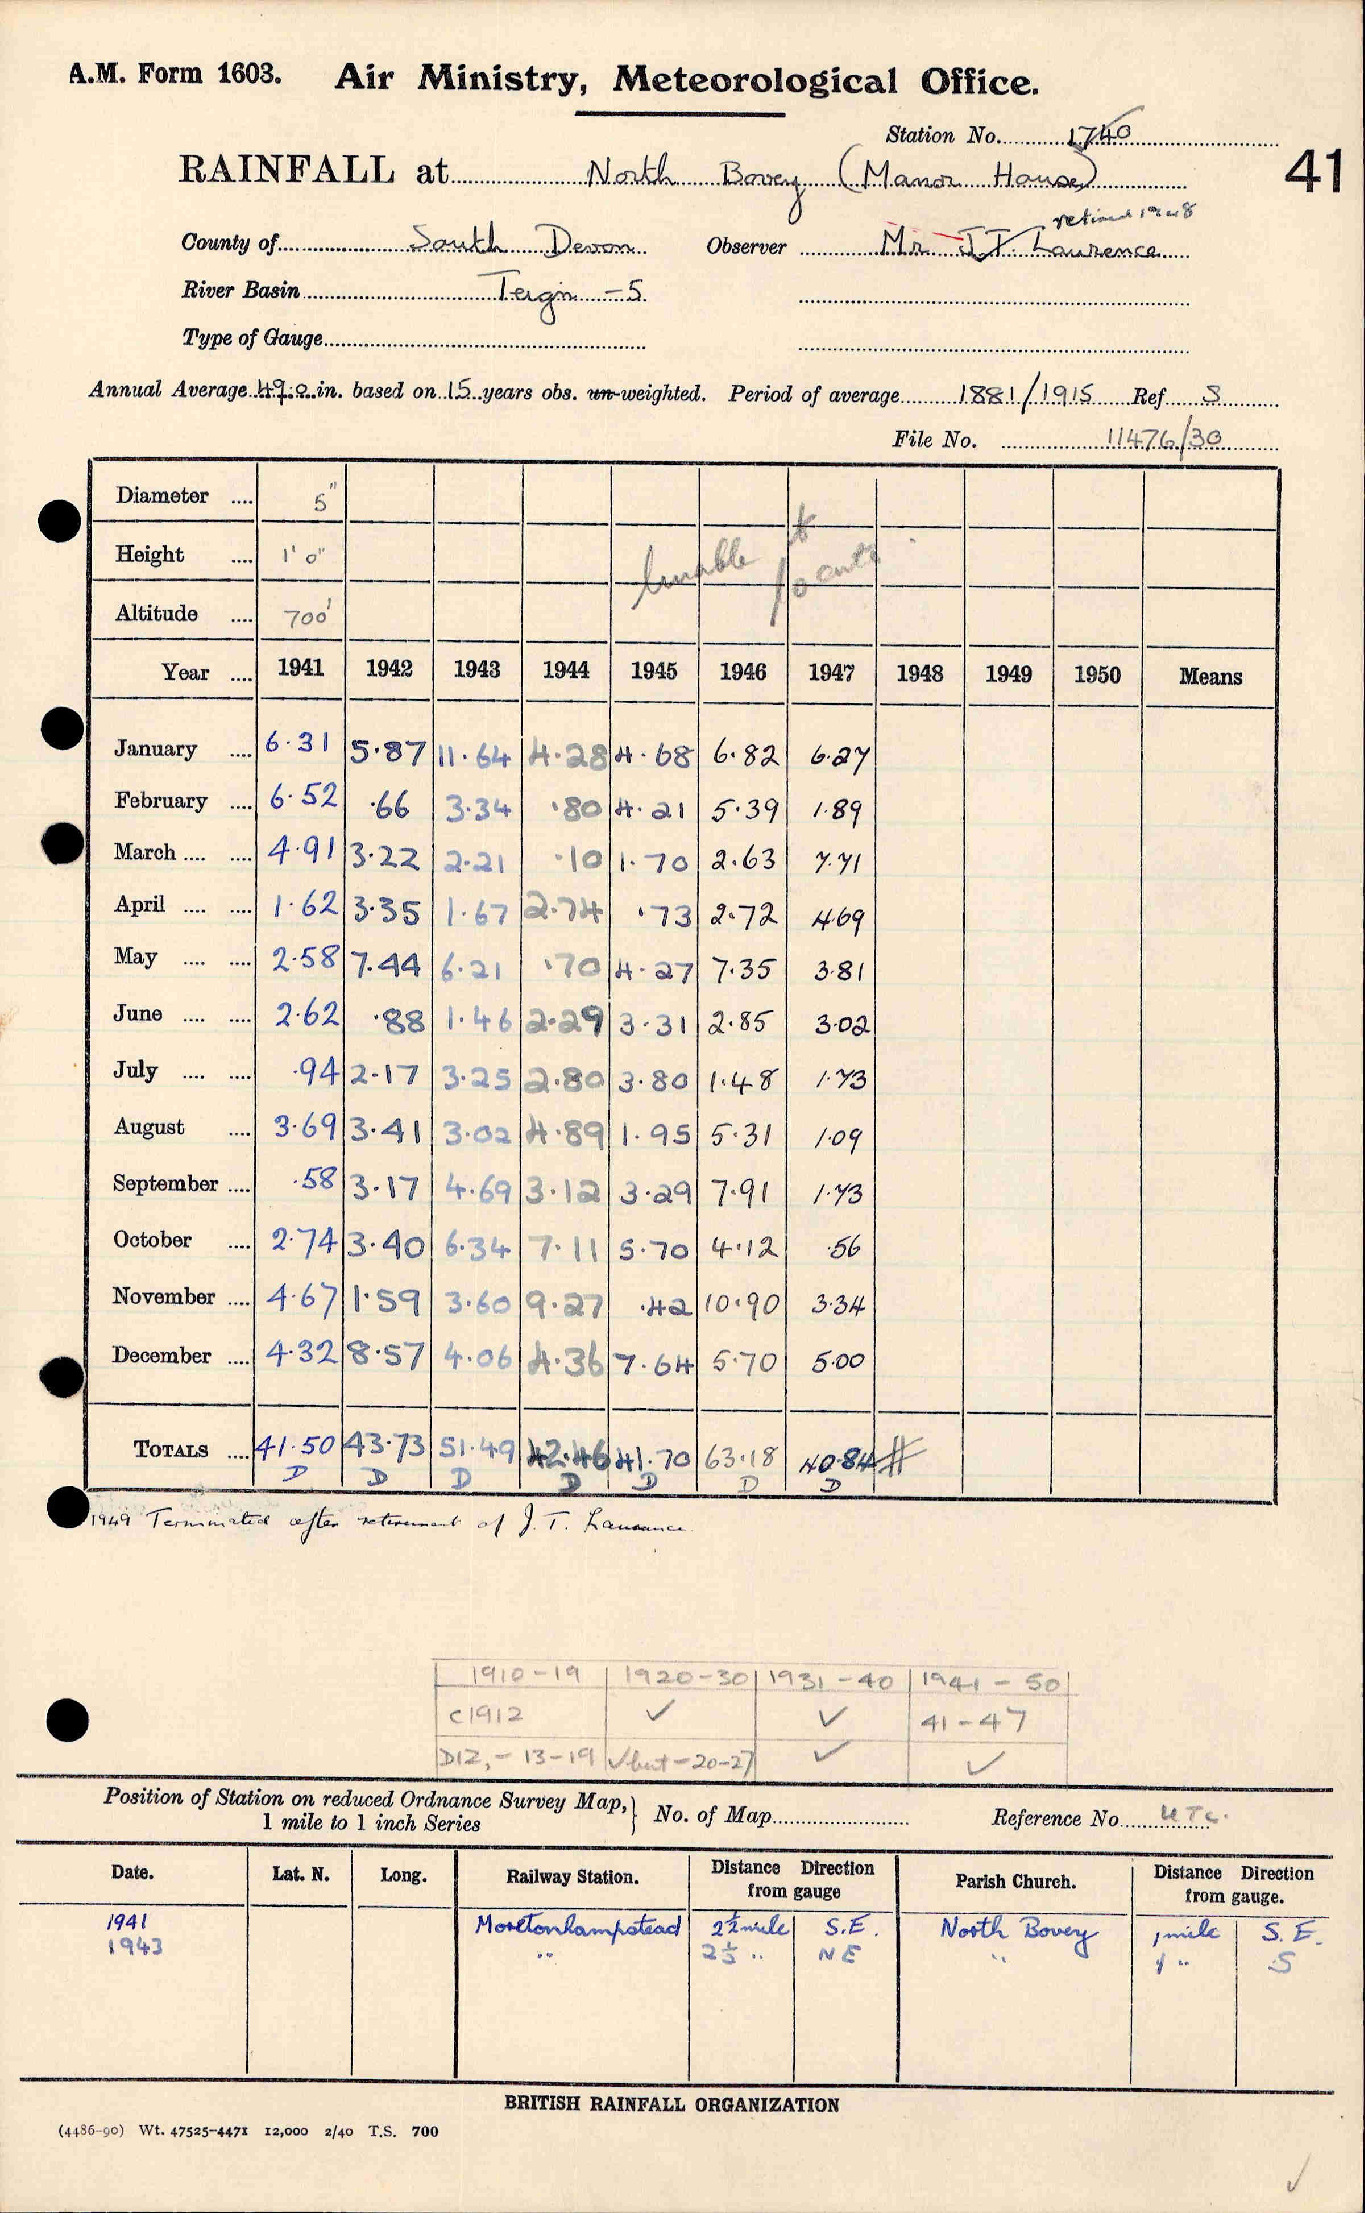 A.M. Form 1603. Air Ministry, Meteorological Office.
Station No. 1740
41
RAINFALL at North Bovey (Manor House)
retired 1948
County of South Devon Observer Mr. J.T. Laurence
River Basin Teign - 5
Type of Gauge
Annual Average 49.0 in. based on 15 years obs. un-weighted. Period of average 1881/1915 Ref S
File No. 11476/30
Diameter .... 5"
Height .... 1' 0" Unable to
Altitude .... 700'
Year .... 1941 1942 1943 1944 1945 1946 1947 1948 1949 1950 Means
January .... 6.31 5.87 11.64 4.28 4.68 6.82 6.27
February .... 6.52 .66 3.34 .80 4.21 5.39 1.89
March .... .... 4.91 3.22 2.21 .10 1.70 2.63 7.71
April .... .... 1.62 3.35 1.67 2.74 .73 2.72 4.69
May .... .... 2.58 7.44 6.21 .70 4.27 7.35 3.81
June .... .... 2.62 .88 1.46 2.29 3.31 2.85 3.02
July .... .... .94 2.17 3.25 2.80 3.80 1.48 1.73
August .... 3.69 3.41 3.02 4.89 1.95 5.31 1.09
September .... .58 3.17 4.69 3.12 3.29 7.91 1.73
October .... 2.74 3.40 6.34 7.11 5.70 4.12 .56
November .... 4.67 1.59 3.60 9.27 .42 10.90 3.34
December .... 4.32 8.57 4.06 4.36 7.64 5.70 5.00
TOTALS .... 41.50 43.73 51.49 42.46 41.70 63.18 40.84 #
D D D D D D D
1949 Terminated after retirement of J. T. Laurence.
1910-19 1920-30 1931-40 1941-50
c1912 ✓ ✓ 41-47
D12,- 13-19 ✓ but -20-27 ✓ ✓
Position of Station on reduced Ordnance Survey Map, } No. of Map Reference No.
1 mile to 1 inch Series
Date. Lat. N. Long. Railway Station. Distance Direction from gauge Parish Church. Distance Direction from gauge.
1941 Moretonhampstead 2½ mile S.E. North Bovey 1 mile S.E.
1943 " 2½ " NE " 1 " S
BRITISH RAINFALL ORGANIZATION
(4486-90) Wt. 47525-4471 12,000 2/40 T.S. 700
✓